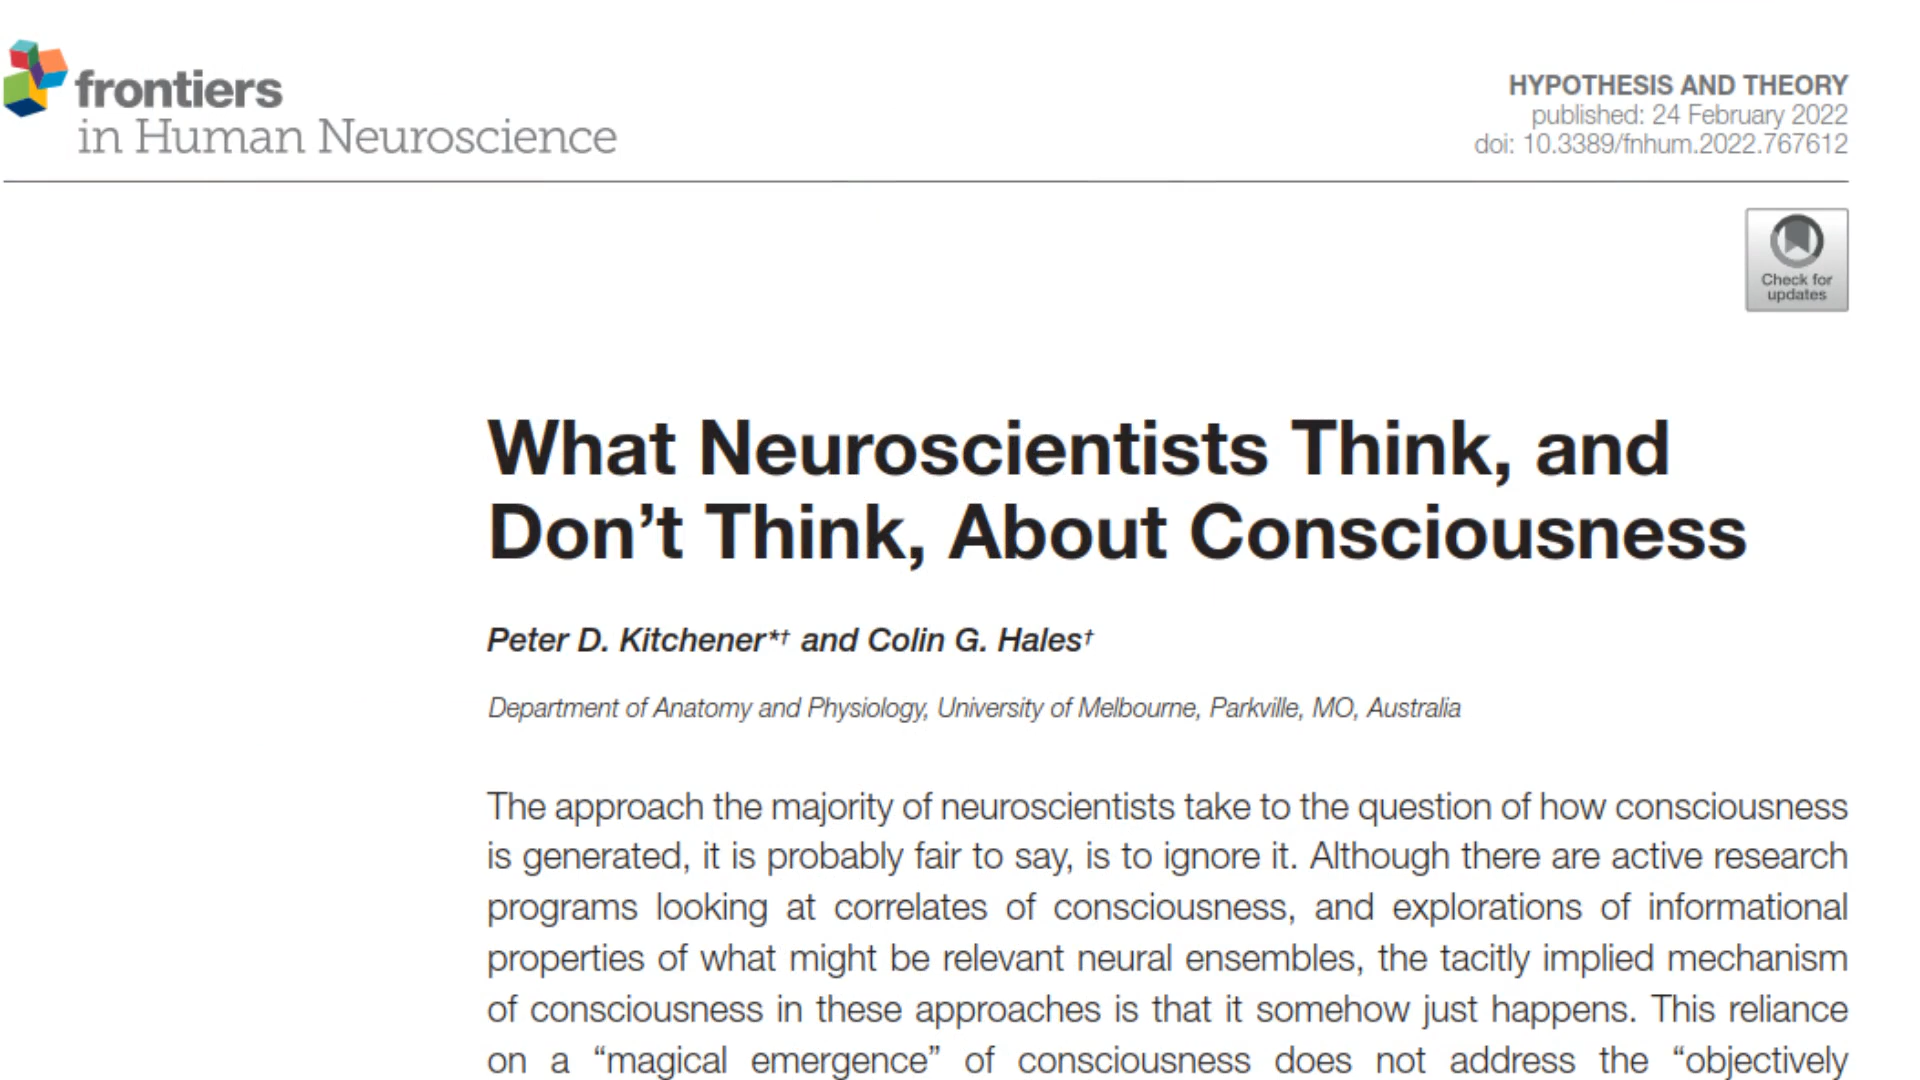 frontiers
in Human Neuroscience
HYPOTHESIS AND THEORY
published: 24 February 2022
doi: 10.3389/fnhum.2022.767612
Check for
updates
What Neuroscientists Think, and
Don’t Think, About Consciousness
Peter D. Kitchener*† and Colin G. Hales†
Department of Anatomy and Physiology, University of Melbourne, Parkville, MO, Australia
The approach the majority of neuroscientists take to the question of how consciousness
is generated, it is probably fair to say, is to ignore it. Although there are active research
programs looking at correlates of consciousness, and explorations of informational
properties of what might be relevant neural ensembles, the tacitly implied mechanism
of consciousness in these approaches is that it somehow just happens. This reliance
on a “magical emergence” of consciousness does not address the “objectively